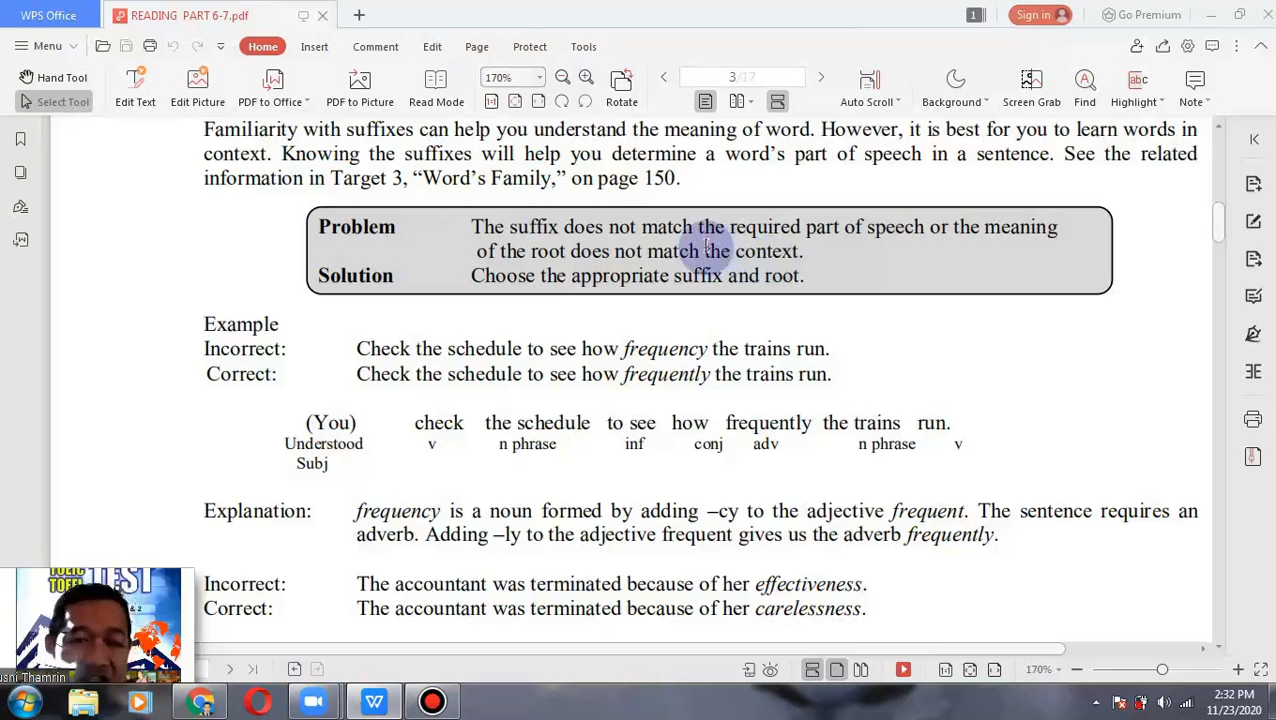 WPS Office
READING PART 6-7.pdf
1
Sign in
Go Premium
Menu
Home
Insert
Comment
Edit
Page
Protect
Tools
Hand Tool
Select Tool
Edit Text
Edit Picture
PDF to Office
PDF to Picture
Read Mode
170%
Rotate
3/17
Auto Scroll
Background
Screen Grab
Find
Highlight
Note
Familiarity with suffixes can help you understand the meaning of word. However, it is best for you to learn words in
context. Knowing the suffixes will help you determine a word's part of speech in a sentence. See the related
information in Target 3, “Word's Family,” on page 150.
Problem The suffix does not match the required part of speech or the meaning
of the root does not match the context.
Solution Choose the appropriate suffix and root.
Example
Incorrect: Check the schedule to see how frequency the trains run.
Correct: Check the schedule to see how frequently the trains run.
(You) check the schedule to see how frequently the trains run.
Understood v n phrase inf conj adv n phrase v
Subj
Explanation: frequency is a noun formed by adding –cy to the adjective frequent. The sentence requires an
adverb. Adding –ly to the adjective frequent gives us the adverb frequently.
Incorrect: The accountant was terminated because of her effectiveness.
Correct: The accountant was terminated because of her carelessness.
TOEIC
TOEFL
TEST
& 2
usni Thamrin
170%
2:32 PM
11/23/2020